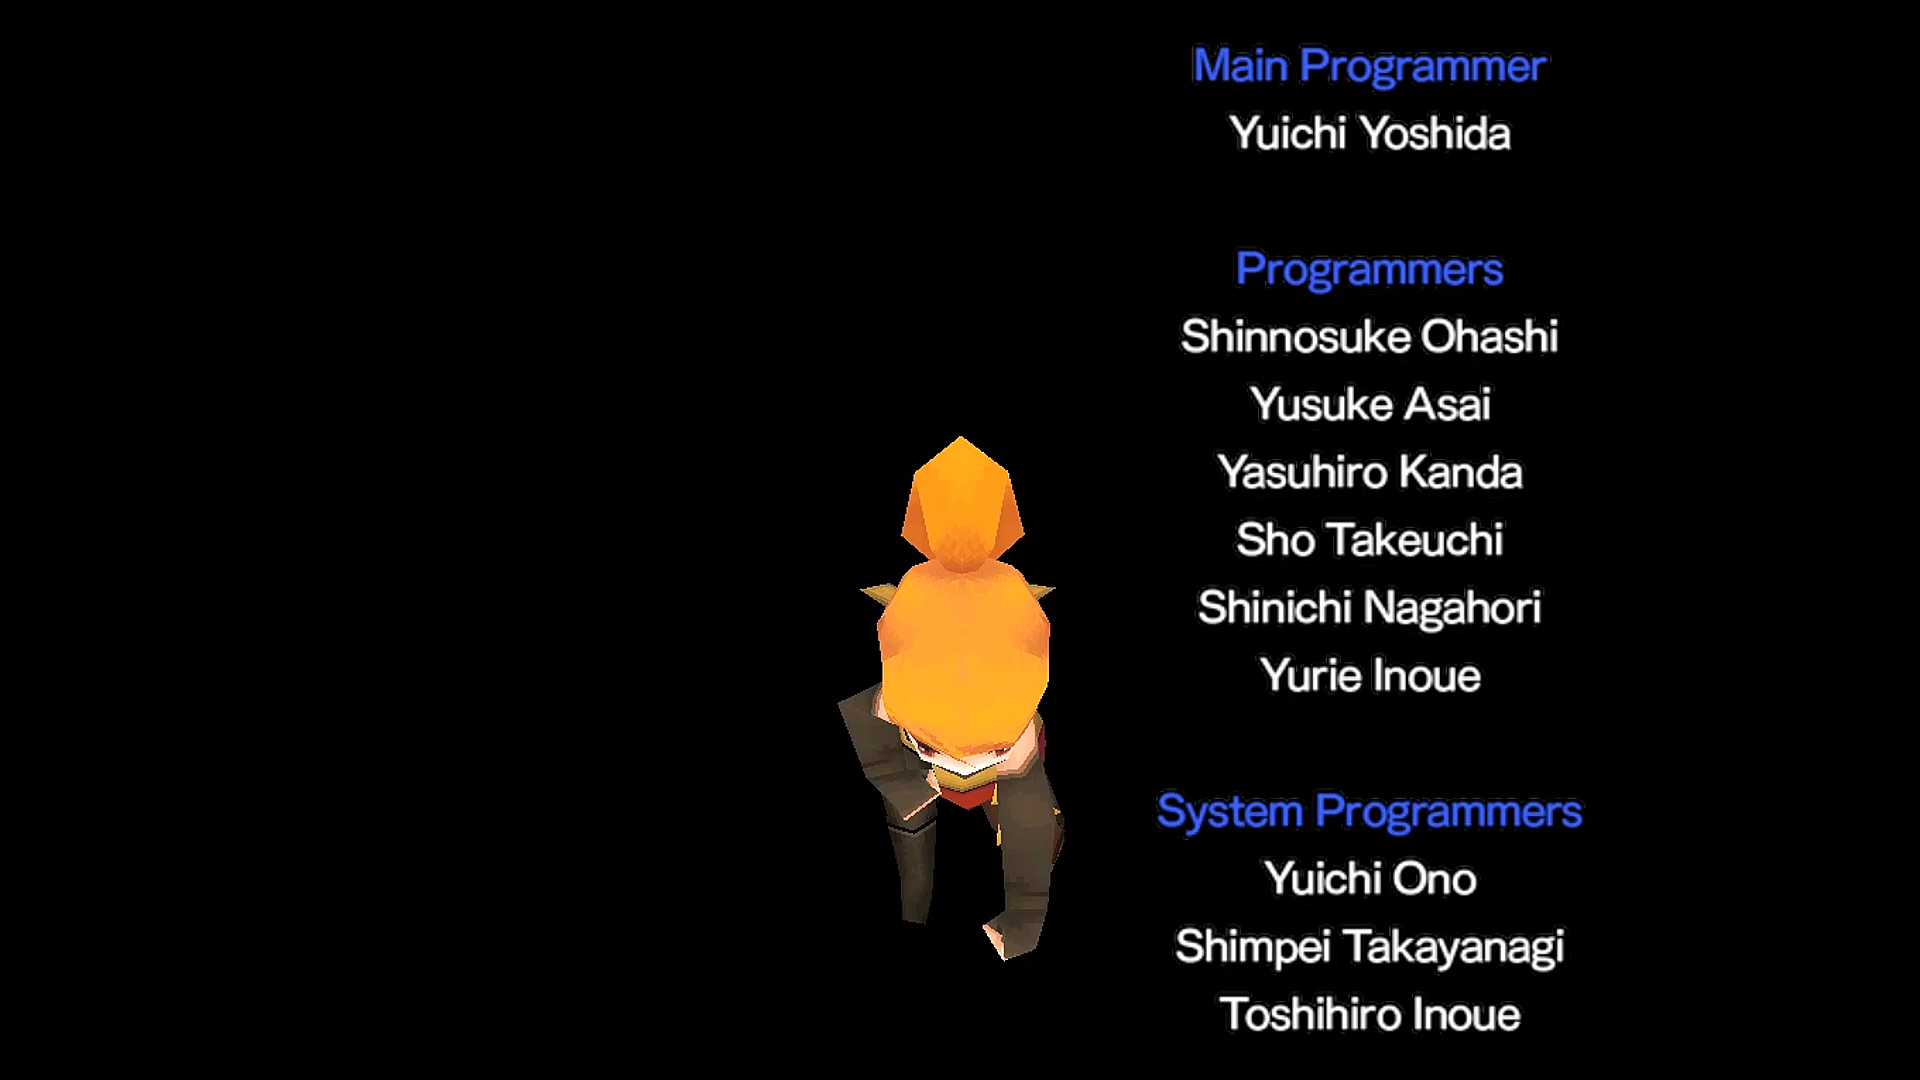 Main Programmer
Yuichi Yoshida
Programmers
Shinnosuke Ohashi
Yusuke Asai
Yasuhiro Kanda
Sho Takeuchi
Shinichi Nagahori
Yurie Inoue
System Programmers
Yuichi Ono
Shimpei Takayanagi
Toshihiro Inoue